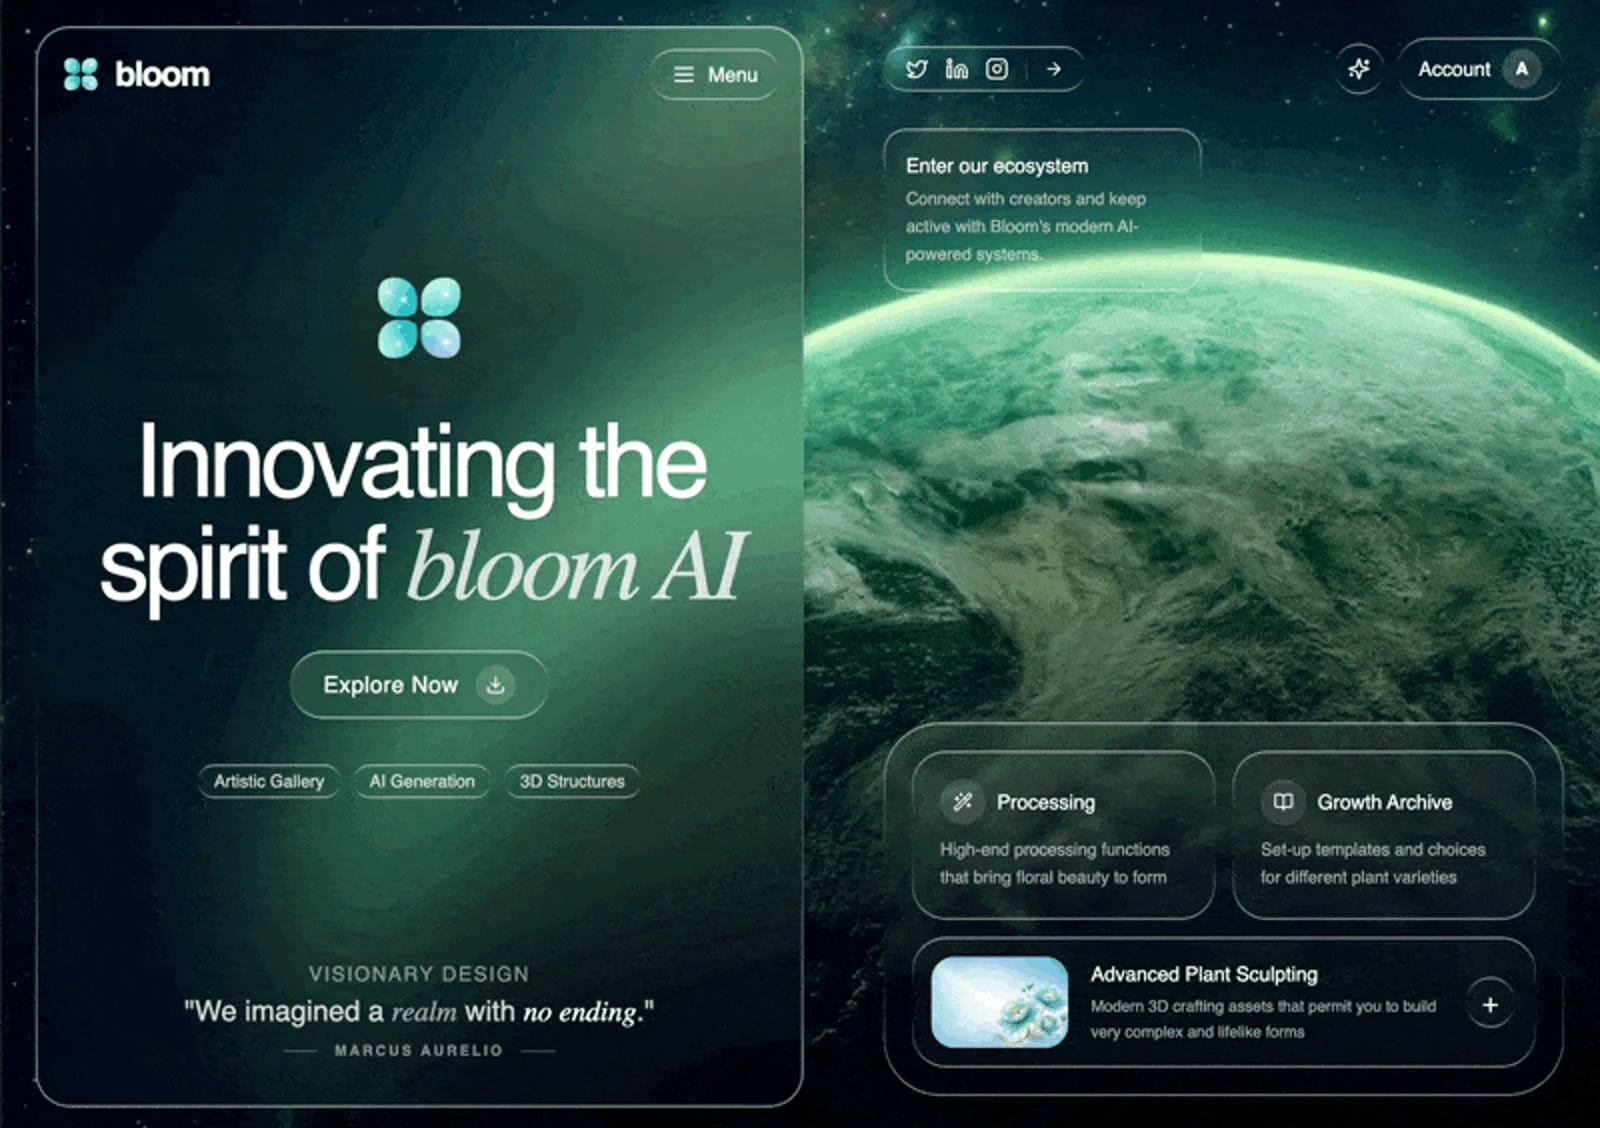 bloom
Menu
Innovating the
spirit of bloom AI
Explore Now
Artistic Gallery
AI Generation
3D Structures
VISIONARY DESIGN
"We imagined a realm with no ending."
MARCUS AURELIO
in
Account A
Enter our ecosystem
Connect with creators and keep
active with Bloom's modern AI-
powered systems.
Processing
High-end processing functions
that bring floral beauty to form
Growth Archive
Set-up templates and choices
for different plant varieties
Advanced Plant Sculpting
Modern 3D crafting assets that permit you to build
very complex and lifelike forms